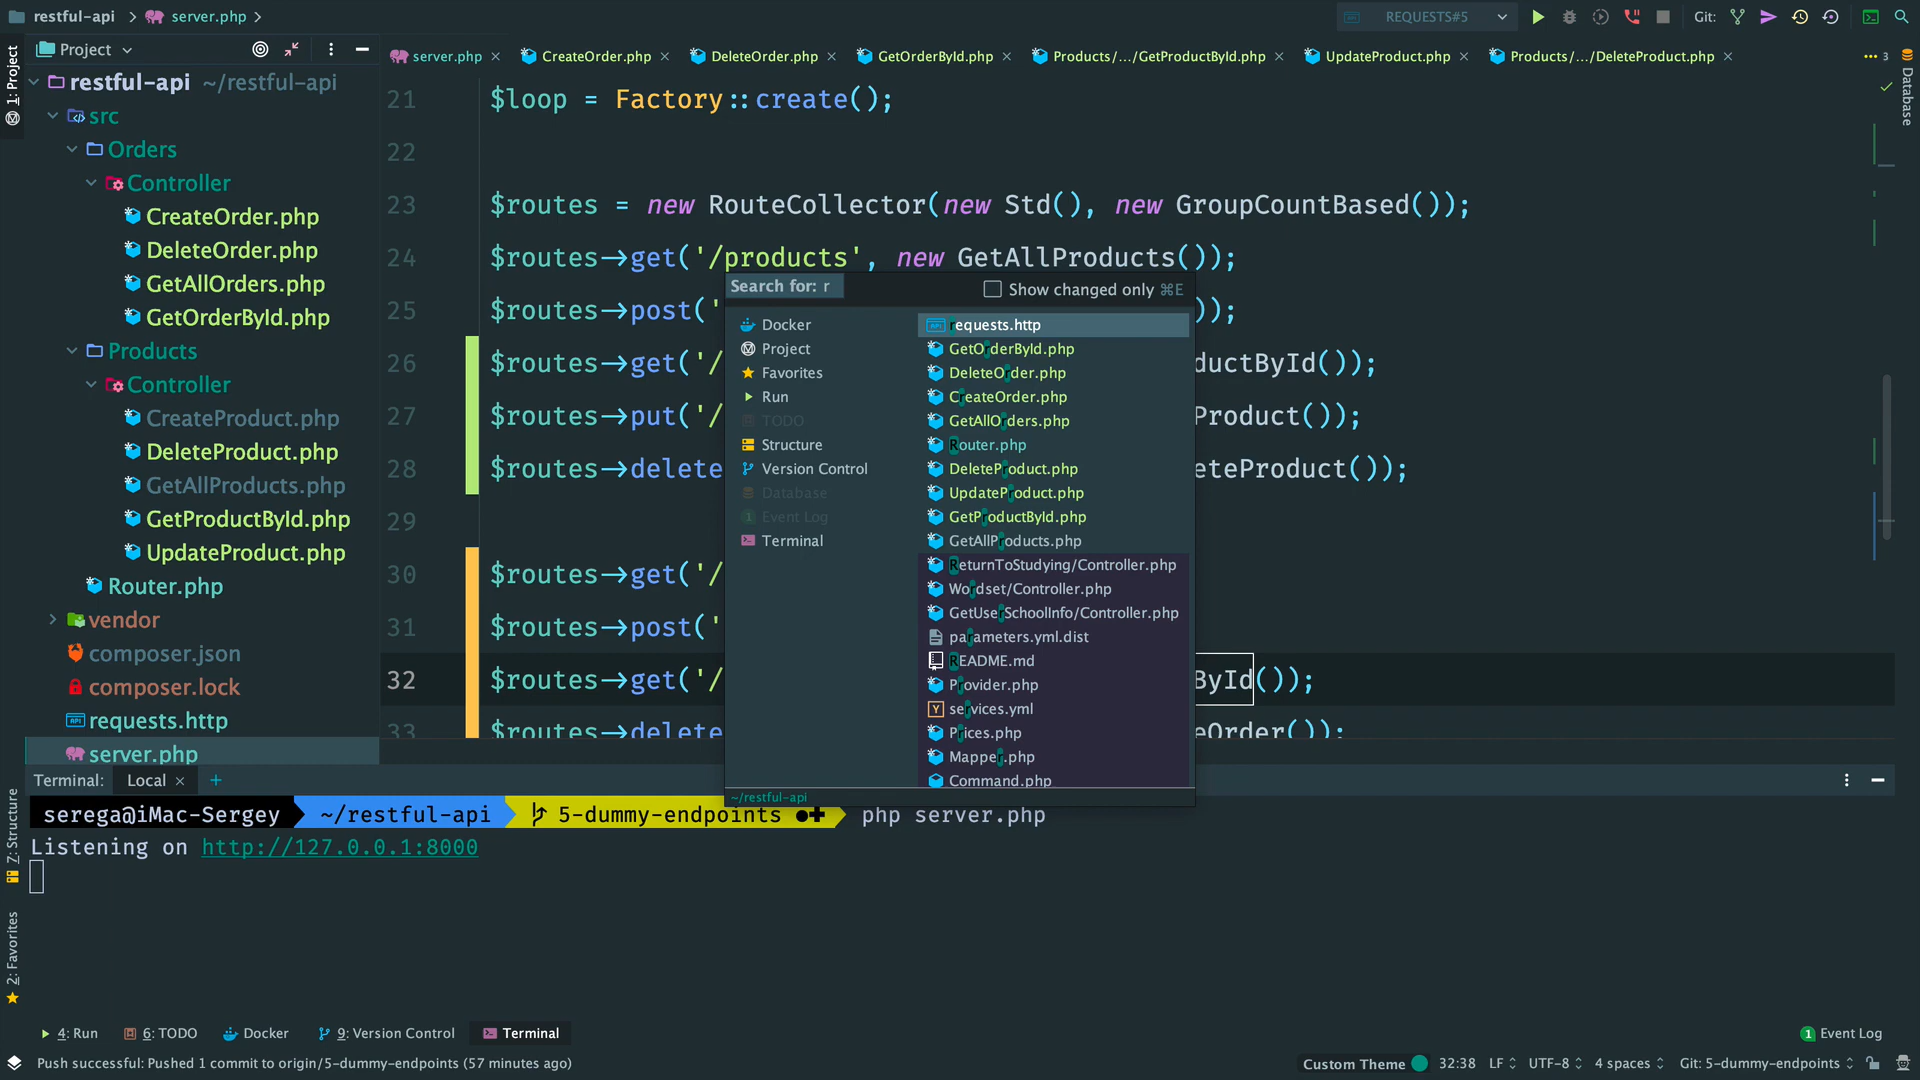 restful-api > server.php >
REQUESTS#5
Git:
1: Project
Project
server.php × CreateOrder.php × DeleteOrder.php × GetOrderById.php × Products/.../GetProductById.php × UpdateProduct.php × Products/.../DeleteProduct.php × ... 3
Database
restful-api ~/restful-api
src
Orders
Controller
CreateOrder.php
DeleteOrder.php
GetAllOrders.php
GetOrderById.php
Products
Controller
CreateProduct.php
DeleteProduct.php
GetAllProducts.php
GetProductById.php
UpdateProduct.php
Router.php
vendor
composer.json
composer.lock
requests.http
server.php
21 $loop = Factory::create();
22
23 $routes = new RouteCollector(new Std(), new GroupCountBased());
24 $routes->get('/products', new GetAllProducts());
25 $routes->post(' ());
26 $routes->get('/ ductById());
27 $routes->put('/ Product());
28 $routes->delete eteProduct());
29
30 $routes->get('/
31 $routes->post('
32 $routes->get('/ ById());
33 $routes->delete eOrder());
Search for: r
Show changed only ⌘E
Docker
Project
Favorites
Run
TODO
Structure
Version Control
Database
Event Log
Terminal
requests.http
GetOrderById.php
DeleteOrder.php
CreateOrder.php
GetAllOrders.php
Router.php
DeleteProduct.php
UpdateProduct.php
GetProductById.php
GetAllProducts.php
ReturnToStudying/Controller.php
Wordset/Controller.php
GetUserSchoolInfo/Controller.php
parameters.yml.dist
README.md
Provider.php
services.yml
Prices.php
Mapper.php
Command.php
~/restful-api
Terminal: Local × +
serega@iMac-Sergey ~/restful-api 5-dummy-endpoints ●✚ php server.php
Listening on http://127.0.0.1:8000
Z: Structure
2: Favorites
4: Run 6: TODO Docker 9: Version Control Terminal
1 Event Log
Push successful: Pushed 1 commit to origin/5-dummy-endpoints (57 minutes ago)
Custom Theme 32:38 LF UTF-8 4 spaces Git: 5-dummy-endpoints